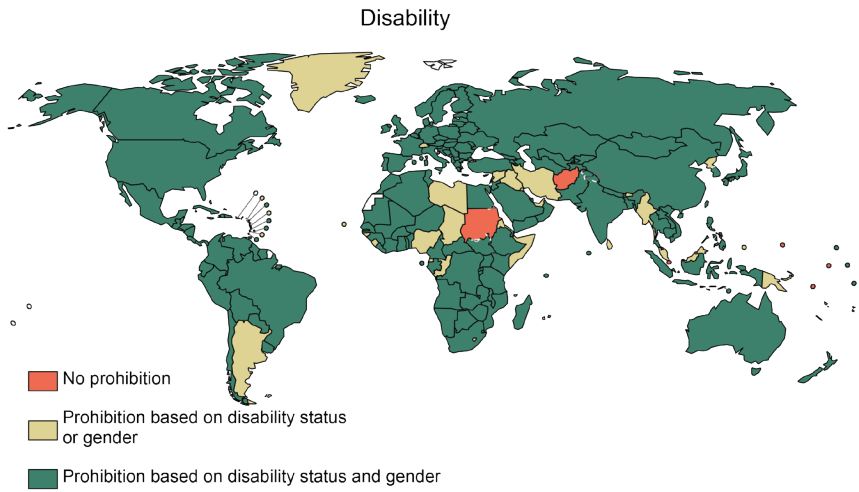 Disability
No prohibition
Prohibition based on disability status
or gender
Prohibition based on disability status and gender